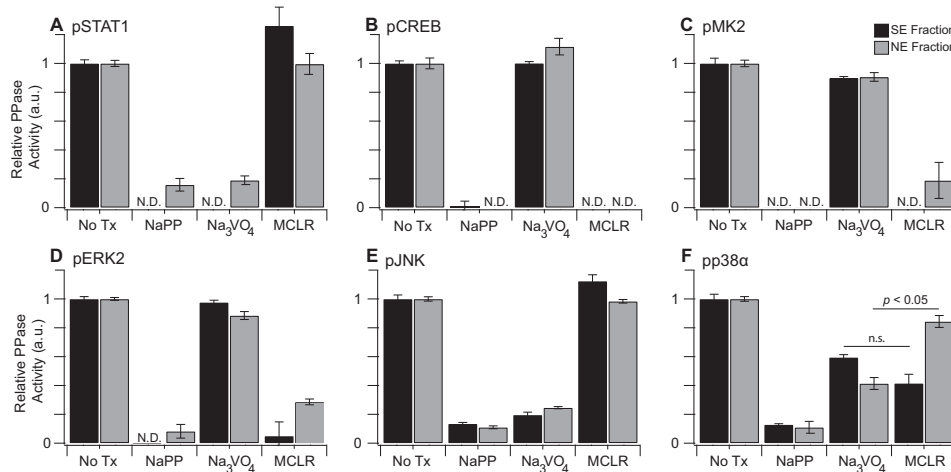 A pSTAT1
Relative PPase
Activity (a.u.)
1
0
N.D.
N.D.
No Tx NaPP Na3VO4 MCLR
B pCREB
1
0
N.D.
N.D. N.D.
No Tx NaPP Na3VO4 MCLR
C pMK2
SE Fraction
NE Fraction
1
0
N.D. N.D.
N.D.
No Tx NaPP Na3VO4 MCLR
D pERK2
Relative PPase
Activity (a.u.)
1
0
N.D.
No Tx NaPP Na3VO4 MCLR
E pJNK
1
0
No Tx NaPP Na3VO4 MCLR
F pp38α
p < 0.05
n.s.
1
0
No Tx NaPP Na3VO4 MCLR